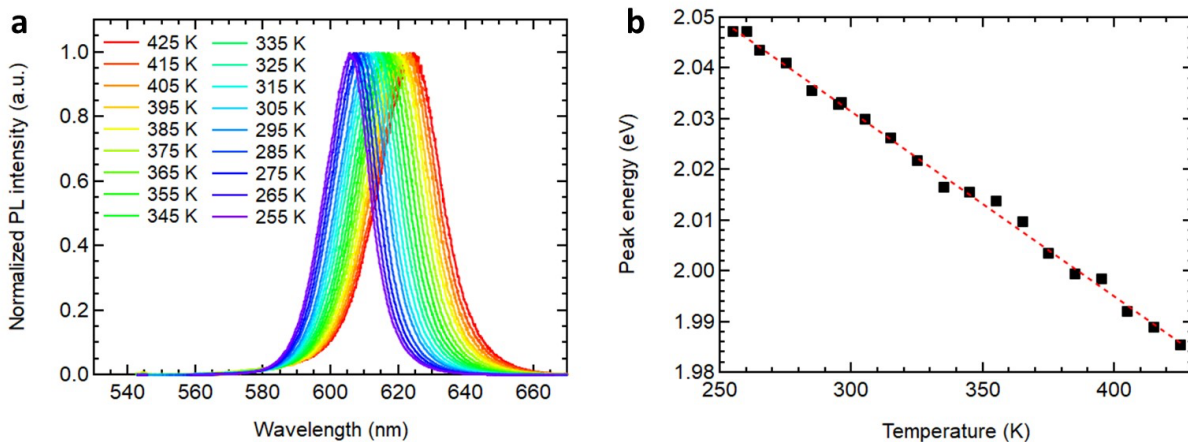 a
Normalized PL intensity (a.u.)
1.0
0.8
0.6
0.4
0.2
0.0
425 K
415 K
405 K
395 K
385 K
375 K
365 K
355 K
345 K
335 K
325 K
315 K
305 K
295 K
285 K
275 K
265 K
255 K
540 560 580 600 620 640 660
Wavelength (nm)
b
Peak energy (eV)
2.05
2.04
2.03
2.02
2.01
2.00
1.99
1.98
250 300 350 400
Temperature (K)